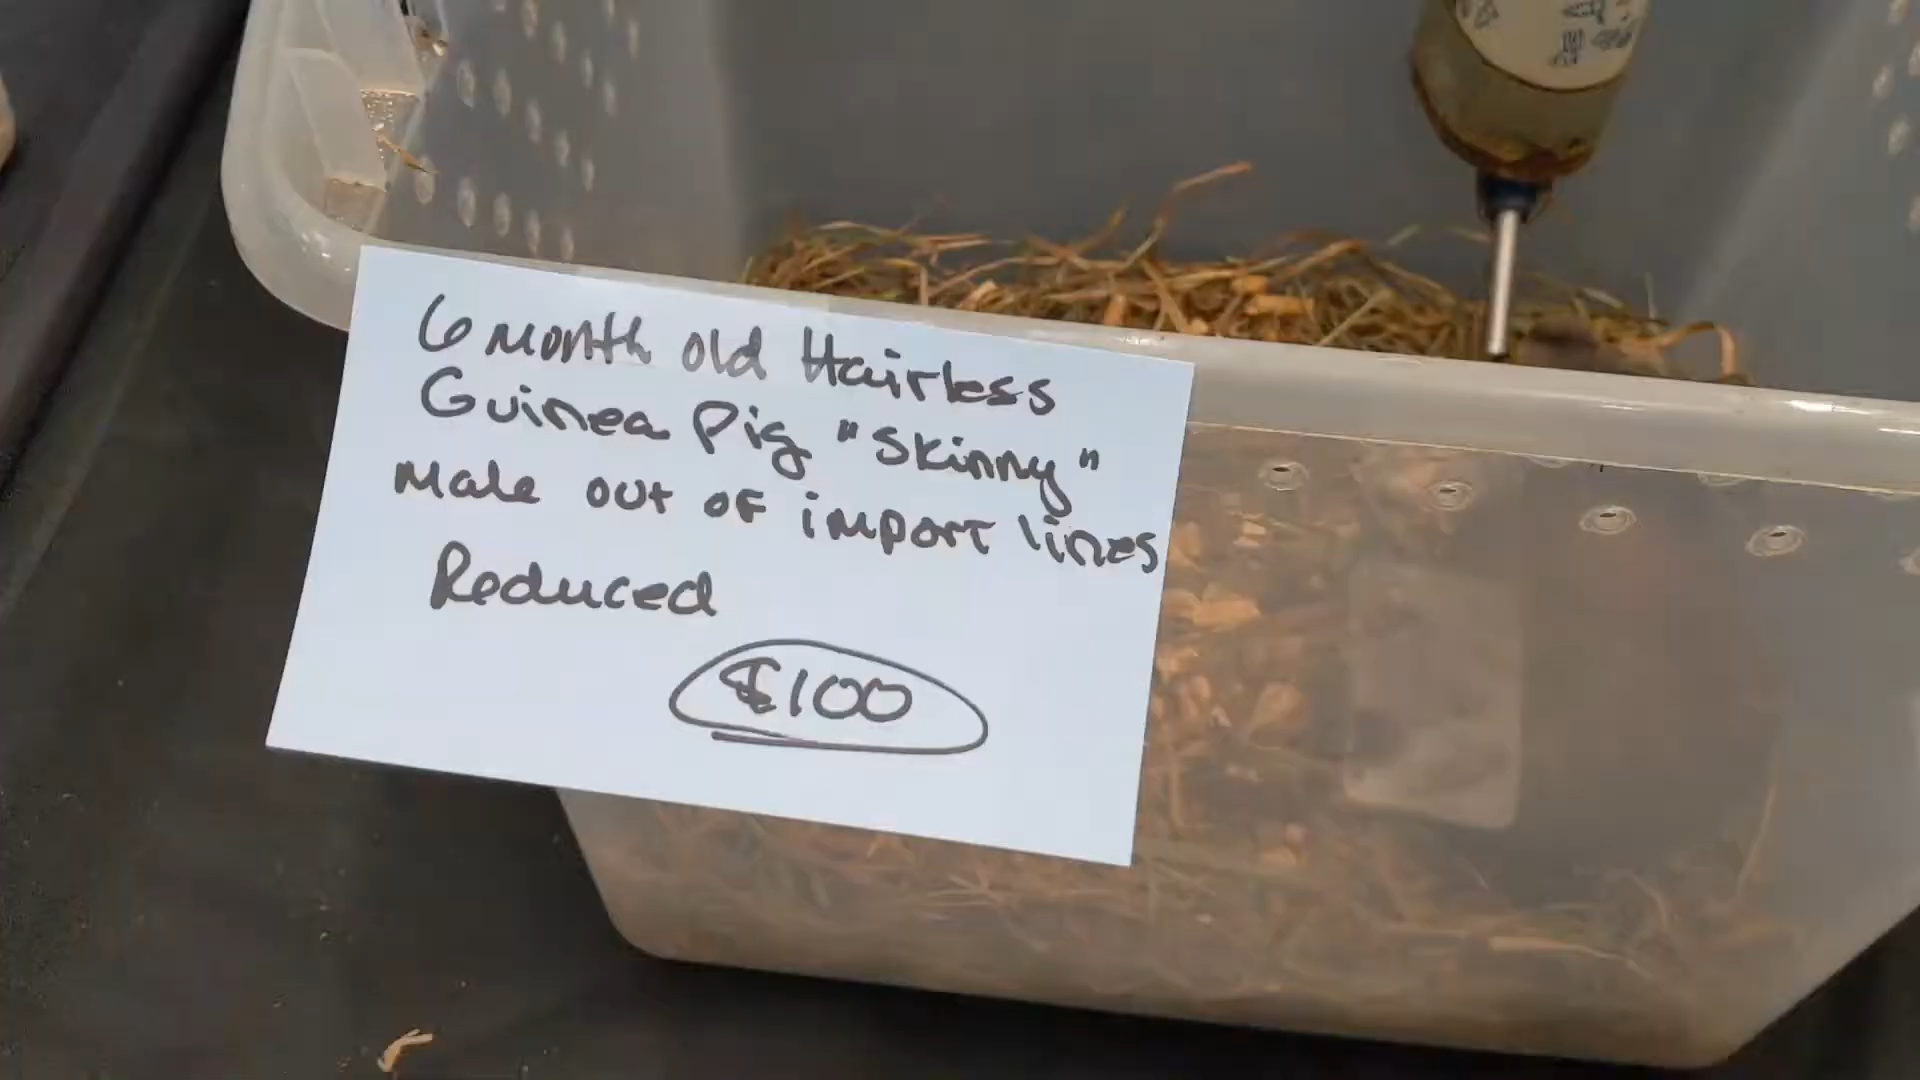 6 Month old Hairless
Guinea Pig "Skinny"
Male out of import lines
Reduced
$100